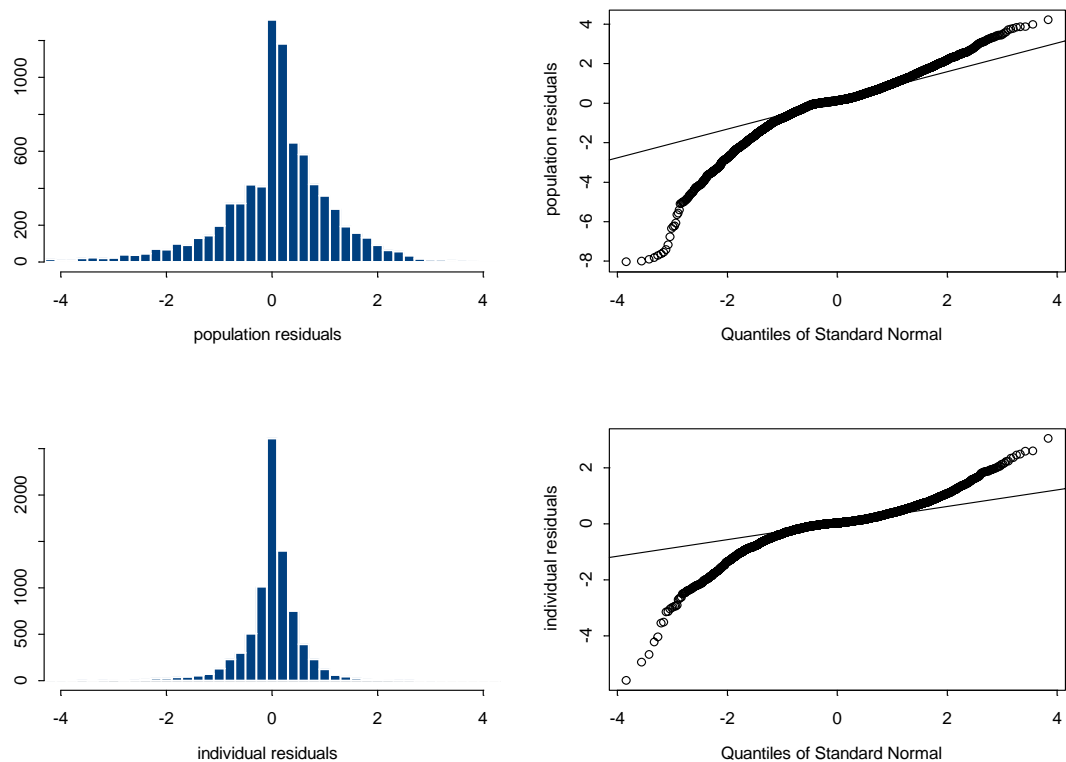 0 200 600 1000
-4 -2 0 2 4
population residuals
-8 -6 -4 -2 0 2 4
population residuals
-4 -2 0 2 4
Quantiles of Standard Normal
0 500 1000 2000
-4 -2 0 2 4
individual residuals
-4 -2 0 2
individual residuals
-4 -2 0 2 4
Quantiles of Standard Normal